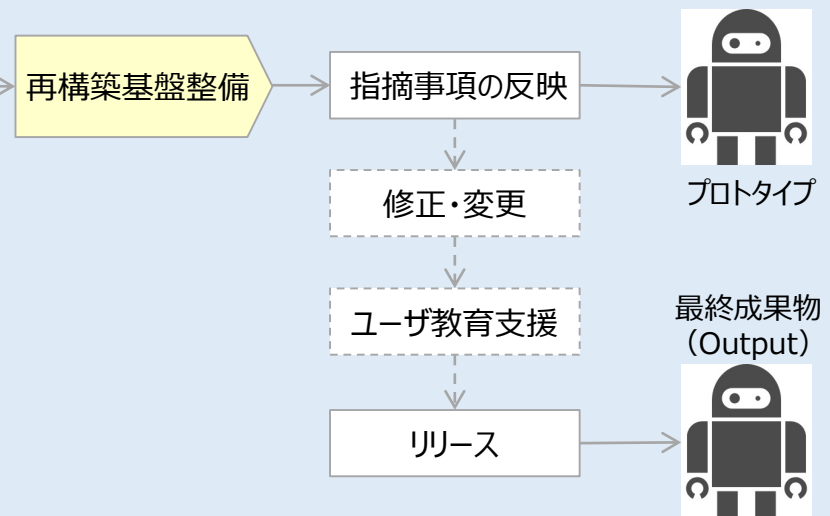 再構築基盤整備
指摘事項の反映
プロトタイプ
修正・変更
ユーザ教育支援
最終成果物
（Output）
リリース